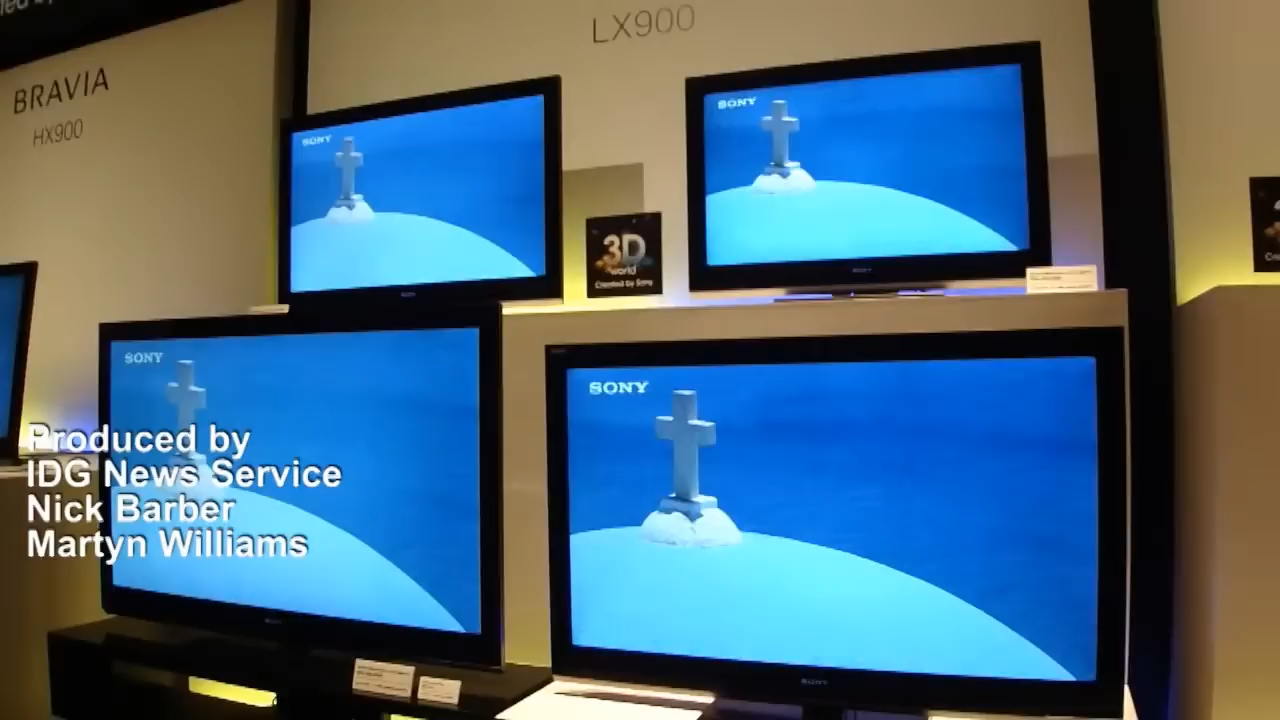 LX900
BRAVIA
HX900
SONY
SONY
3D
world
Created by Sony
SONY
SONY
Produced by
IDG News Service
Nick Barber
Martyn Williams
SONY